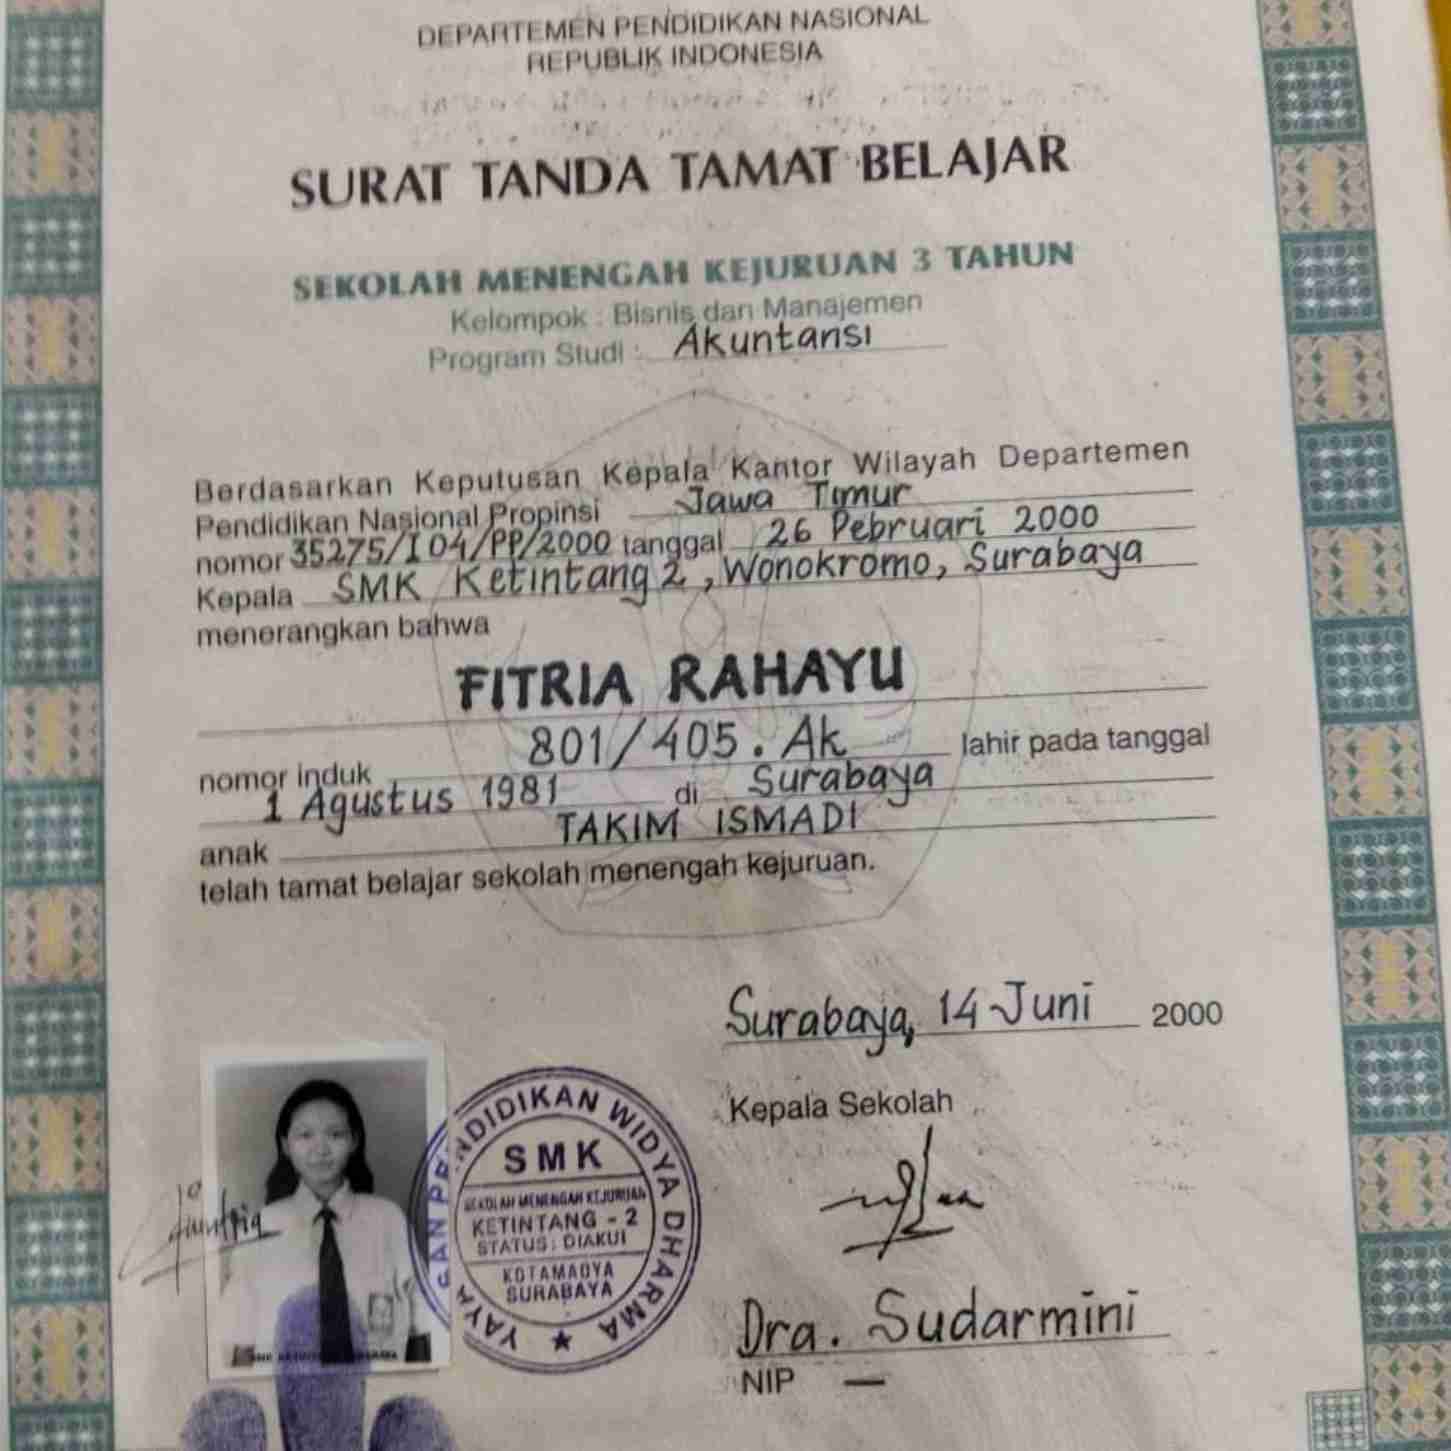 DEPARTEMEN PENDIDIKAN NASIONAL
REPUBLIK INDONESIA
SURAT TANDA TAMAT BELAJAR
SEKOLAH MENENGAH KEJURUAN 3 TAHUN
Kelompok : Bisnis dan Manajemen
Program Studi : Akuntansi
Berdasarkan Keputusan Kepala Kantor Wilayah Departemen
Pendidikan Nasional Propinsi Jawa Timur
nomor 35275/I04/PP/2000 tanggal 26 Pebruari 2000
Kepala SMK Ketintang 2, Wonokromo, Surabaya
menerangkan bahwa
FITRIA RAHAYU
nomor induk 801/405.Ak lahir pada tanggal
1 Agustus 1981 di Surabaya
anak TAKIM ISMADI
telah tamat belajar sekolah menengah kejuruan.
Surabaya, 14 Juni 2000
Kepala Sekolah
YAYASAN PENDIDIKAN WIDYA DHARMA
SMK
SEKOLAH MENENGAH KEJURUAN
KETINTANG - 2
STATUS : DIAKUI
KOTAMADYA
SURABAYA
Dra. Sudarmini
NIP —